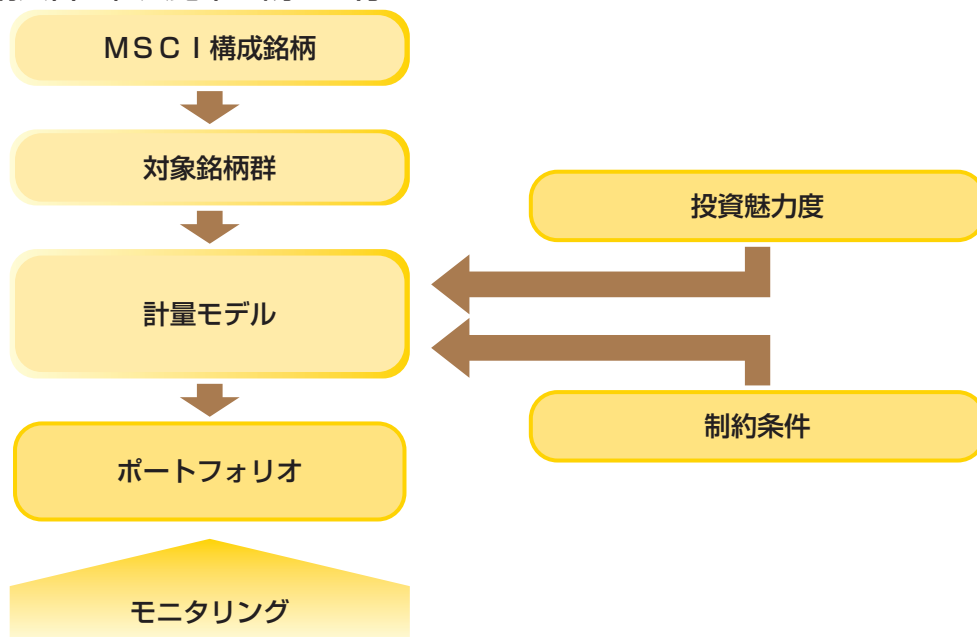 ＭＳＣＩ構成銘柄
対象銘柄群
投資魅力度
計量モデル
制約条件
ポートフォリオ
モニタリング